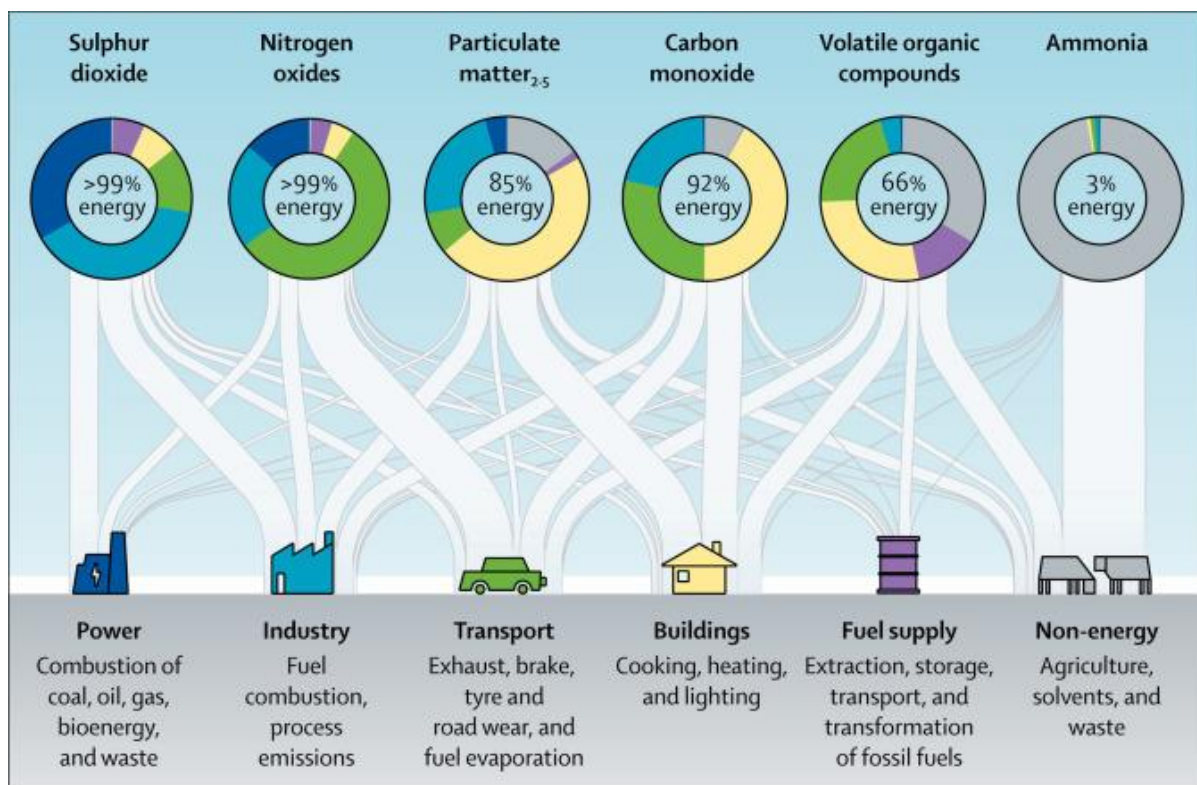 Sulphur
dioxide
Nitrogen
oxides
Particulate
matter2·5
Carbon
monoxide
Volatile organic
compounds
Ammonia
>99%
energy
>99%
energy
85%
energy
92%
energy
66%
energy
3%
energy
Power
Combustion of
coal, oil, gas,
bioenergy,
and waste
Industry
Fuel
combustion,
process
emissions
Transport
Exhaust, brake,
tyre and
road wear, and
fuel evaporation
Buildings
Cooking, heating,
and lighting
Fuel supply
Extraction, storage,
transport, and
transformation
of fossil fuels
Non-energy
Agriculture,
solvents, and
waste